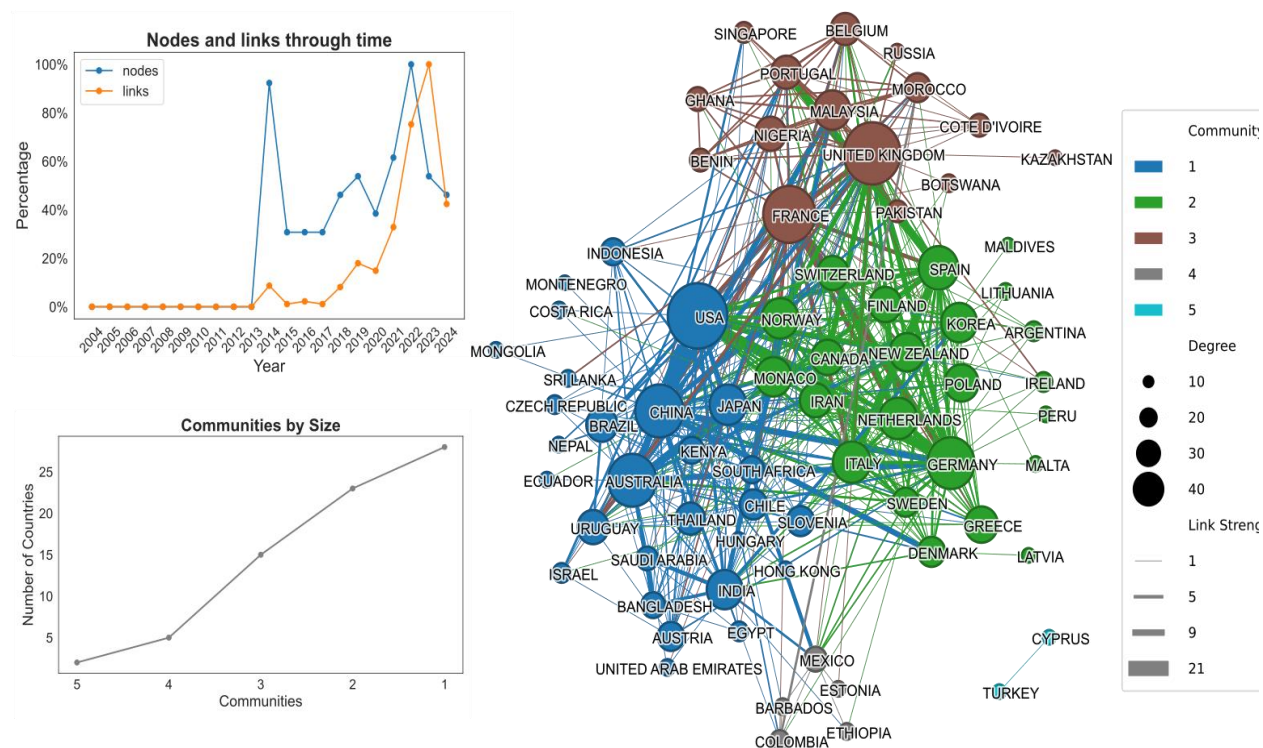 Nodes and links through time
nodes
links
Percentage
100%
80%
60%
40%
20%
0%
2004
2005
2006
2007
2008
2009
2010
2011
2012
2013
2014
2015
2016
2017
2018
2019
2020
2021
2022
2023
2024
Year
Communities by Size
Number of Countries
25
20
15
10
5
5
4
3
2
1
Communities
SINGAPORE
BELGIUM
RUSSIA
PORTUGAL
MOROCCO
GHANA
MALAYSIA
COTE D'IVOIRE
NIGERIA
BENIN
UNITED KINGDOM
KAZAKHSTAN
BOTSWANA
FRANCE
PAKISTAN
INDONESIA
MALDIVES
SWITZERLAND
SPAIN
MONTENEGRO
LITHUANIA
COSTA RICA
USA
NORWAY
FINLAND
KOREA
ARGENTINA
MONGOLIA
CANADA
NEW ZEALAND
SRI LANKA
MONACO
POLAND
IRELAND
CZECH REPUBLIC
CHINA
JAPAN
IRAN
BRAZIL
NETHERLANDS
PERU
NEPAL
KENYA
ECUADOR
AUSTRALIA
SOUTH AFRICA
ITALY
GERMANY
MALTA
CHILE
SWEDEN
URUGUAY
THAILAND
SLOVENIA
GREECE
HUNGARY
SAUDI ARABIA
DENMARK
LATVIA
ISRAEL
HONG KONG
INDIA
BANGLADESH
AUSTRIA
EGYPT
CYPRUS
UNITED ARAB EMIRATES
MEXICO
ESTONIA
TURKEY
BARBADOS
ETHIOPIA
COLOMBIA
Community
1
2
3
4
5
Degree
10
20
30
40
Link Streng
1
5
9
21